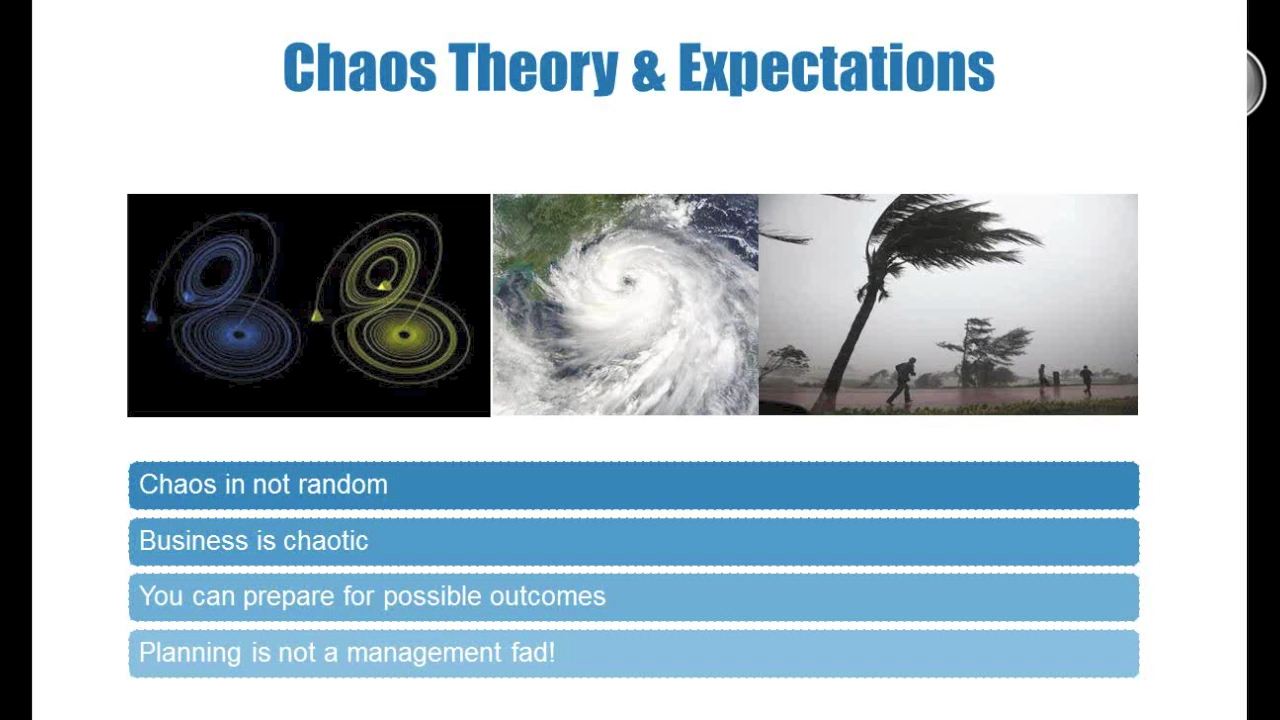 Chaos Theory & Expectations
Chaos in not random
Business is chaotic
You can prepare for possible outcomes
Planning is not a management fad!